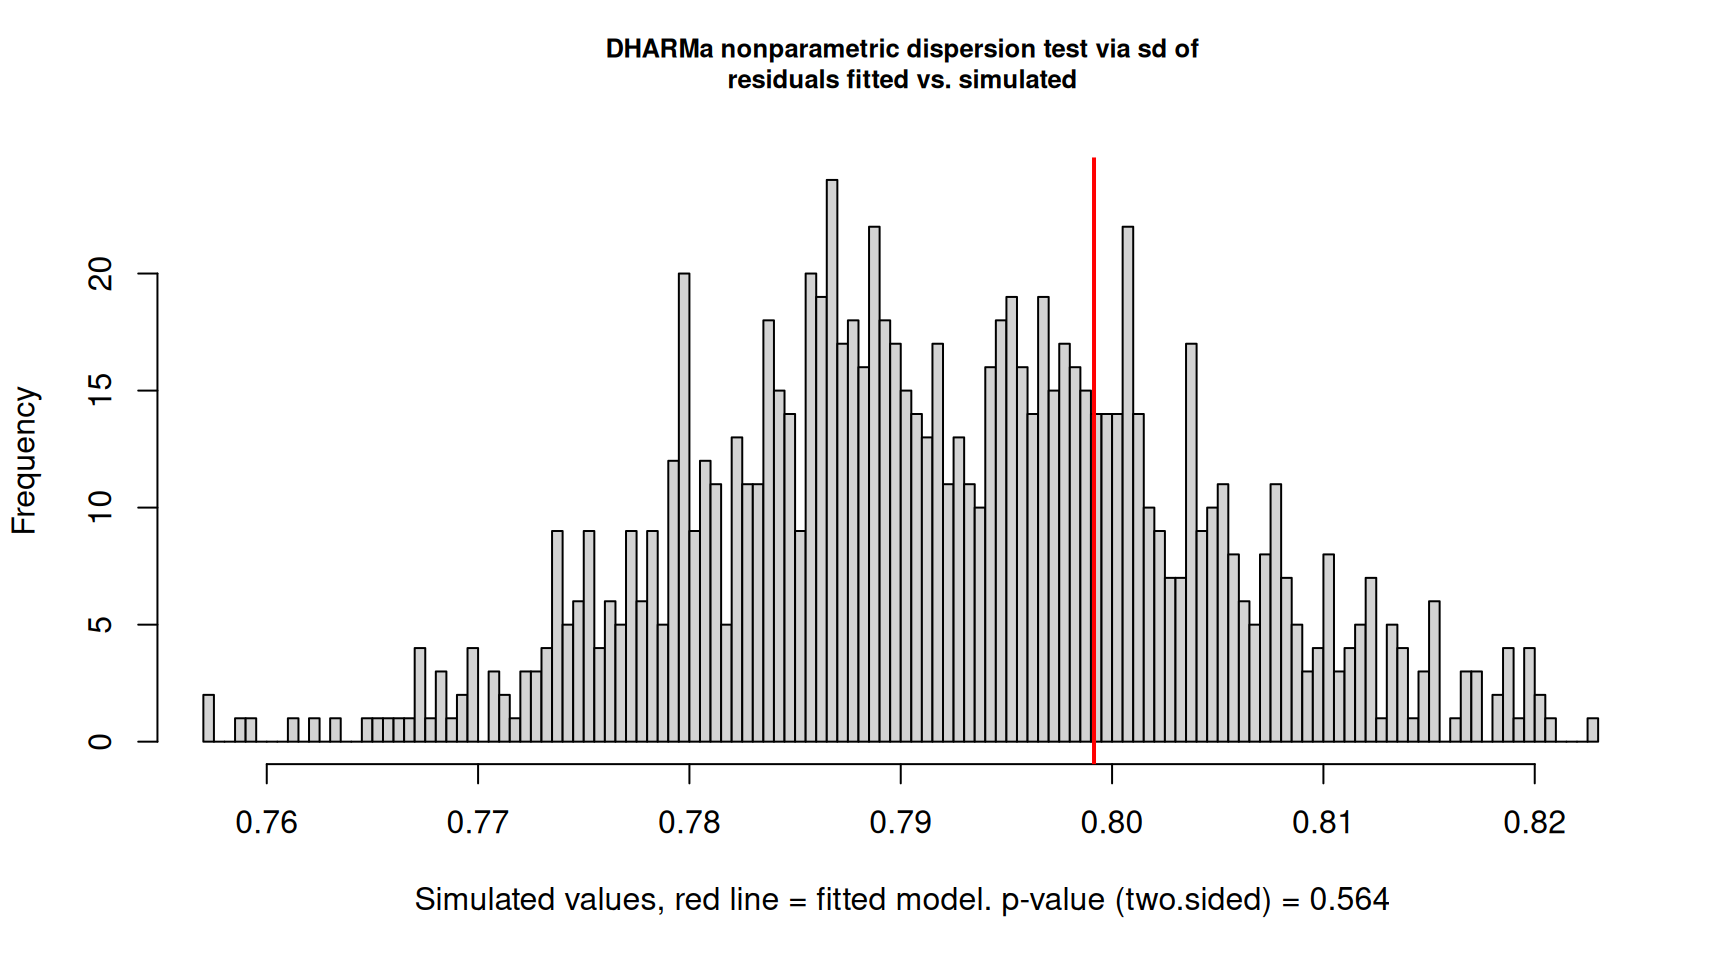 DHARMa nonparametric dispersion test via sd of
residuals fitted vs. simulated
Frequency
20
15
10
5
0
0.76 0.77 0.78 0.79 0.80 0.81 0.82
Simulated values, red line = fitted model. p-value (two.sided) = 0.564